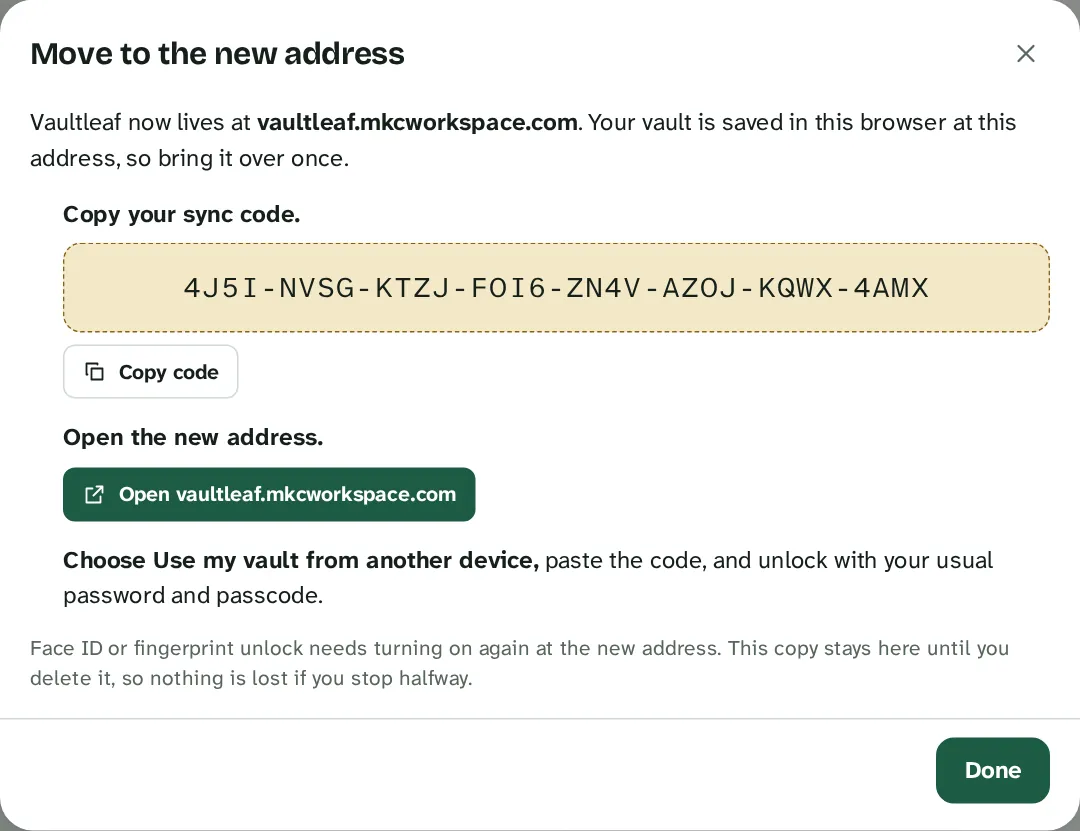 Move to the new address
Vaultleaf now lives at vaultleaf.mkcworkspace.com. Your vault is saved in this browser at this
address, so bring it over once.
Copy your sync code.
4J5I-NVSG-KTZJ-FOI6-ZN4V-AZOJ-KQWX-4AMX
Copy code
Open the new address.
Open vaultleaf.mkcworkspace.com
Choose Use my vault from another device, paste the code, and unlock with your usual
password and passcode.
Face ID or fingerprint unlock needs turning on again at the new address. This copy stays here until you
delete it, so nothing is lost if you stop halfway.
Done